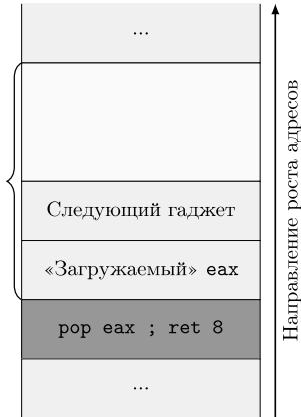 ...
Следующий гаджет
«Загружаемый» eax
pop eax ; ret 8
...
Направление роста адресов